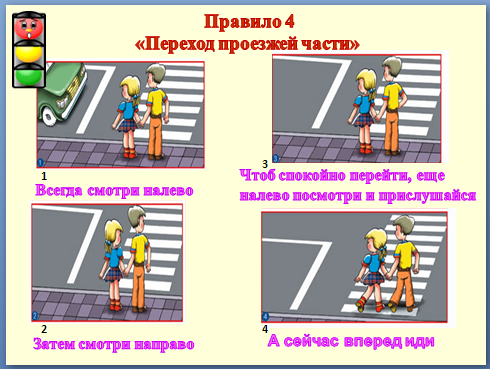 Правило 4
«Переход проезжей части»
1
Всегда смотри налево
3
Чтоб спокойно перейти, еще
налево посмотри и прислушайся
2
Затем смотри направо
4
А сейчас вперед иди